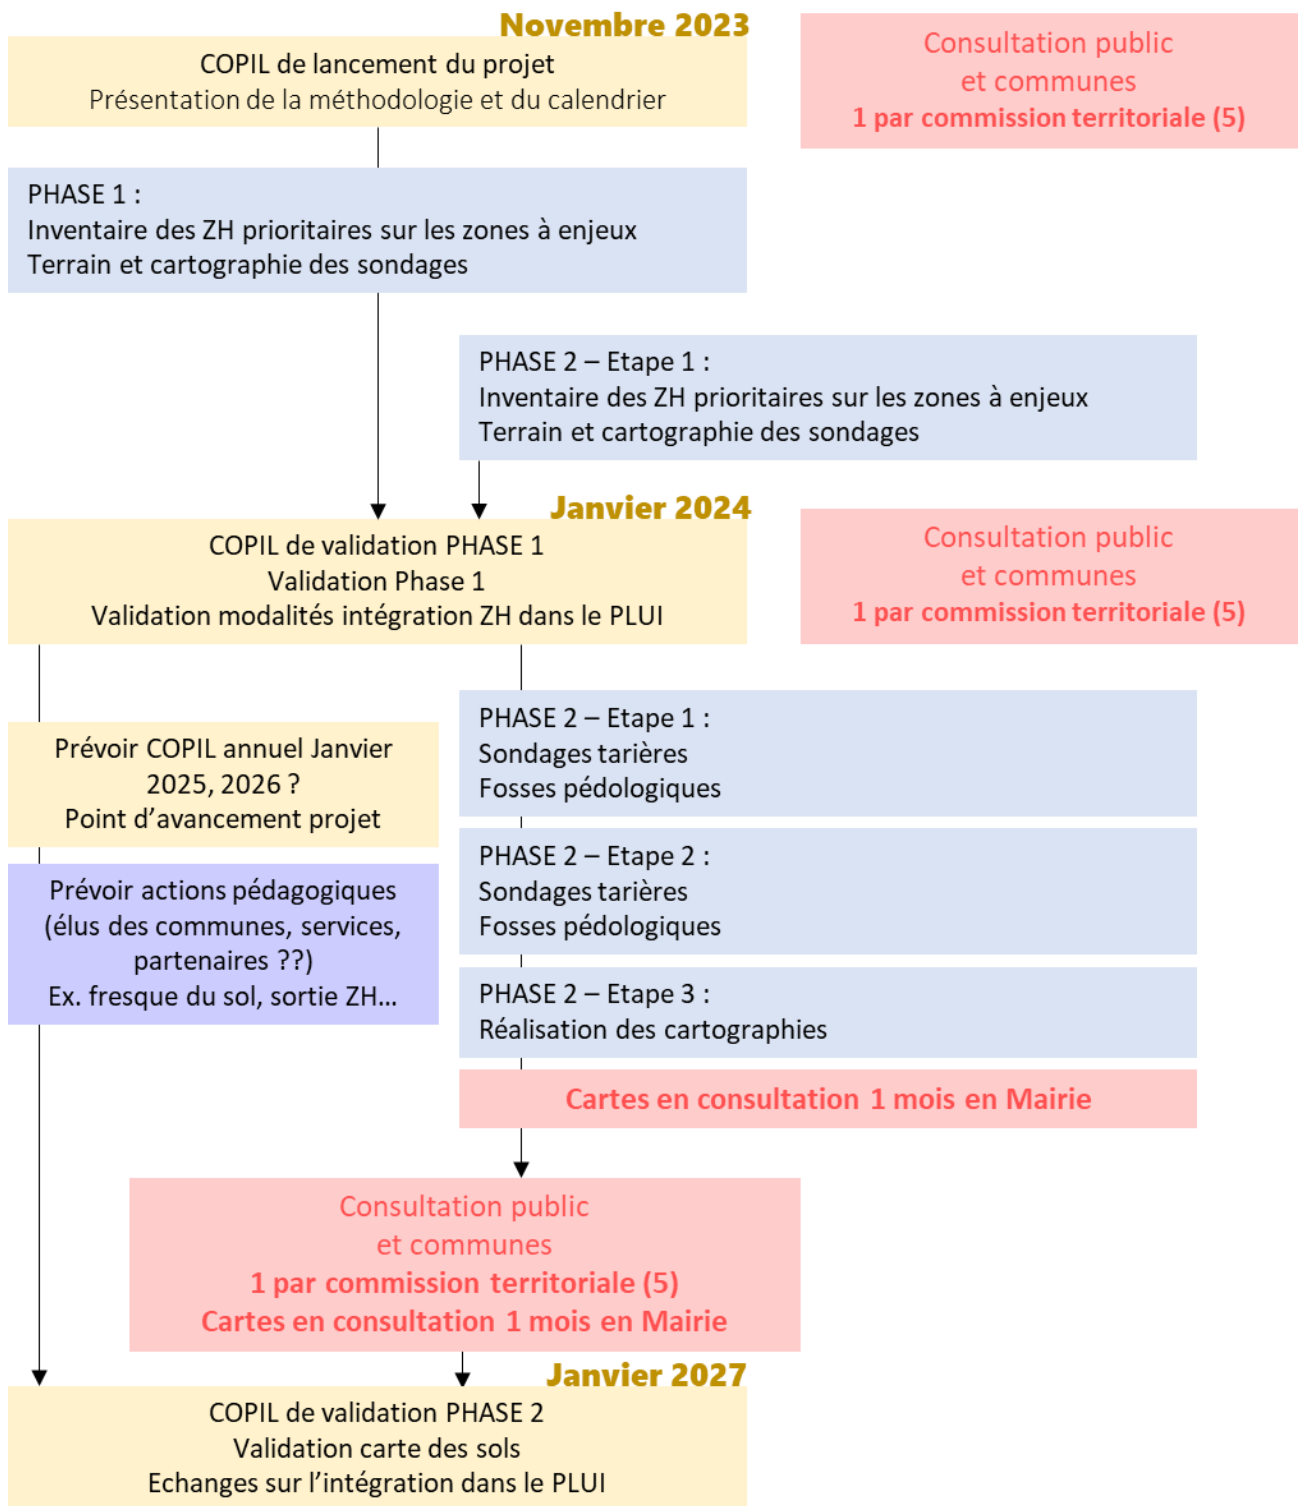 Novembre 2023
COPIL de lancement du projet
Présentation de la méthodologie et du calendrier
Consultation public
et communes
1 par commission territoriale (5)
PHASE 1 :
Inventaire des ZH prioritaires sur les zones à enjeux
Terrain et cartographie des sondages
PHASE 2 – Etape 1 :
Inventaire des ZH prioritaires sur les zones à enjeux
Terrain et cartographie des sondages
Janvier 2024
COPIL de validation PHASE 1
Validation Phase 1
Validation modalités intégration ZH dans le PLUI
Consultation public
et communes
1 par commission territoriale (5)
Prévoir COPIL annuel Janvier
2025, 2026 ?
Point d’avancement projet
Prévoir actions pédagogiques
(élus des communes, services,
partenaires ??)
Ex. fresque du sol, sortie ZH…
PHASE 2 – Etape 1 :
Sondages tarières
Fosses pédologiques
PHASE 2 – Etape 2 :
Sondages tarières
Fosses pédologiques
PHASE 2 – Etape 3 :
Réalisation des cartographies
Cartes en consultation 1 mois en Mairie
Consultation public
et communes
1 par commission territoriale (5)
Cartes en consultation 1 mois en Mairie
Janvier 2027
COPIL de validation PHASE 2
Validation carte des sols
Echanges sur l’intégration dans le PLUI